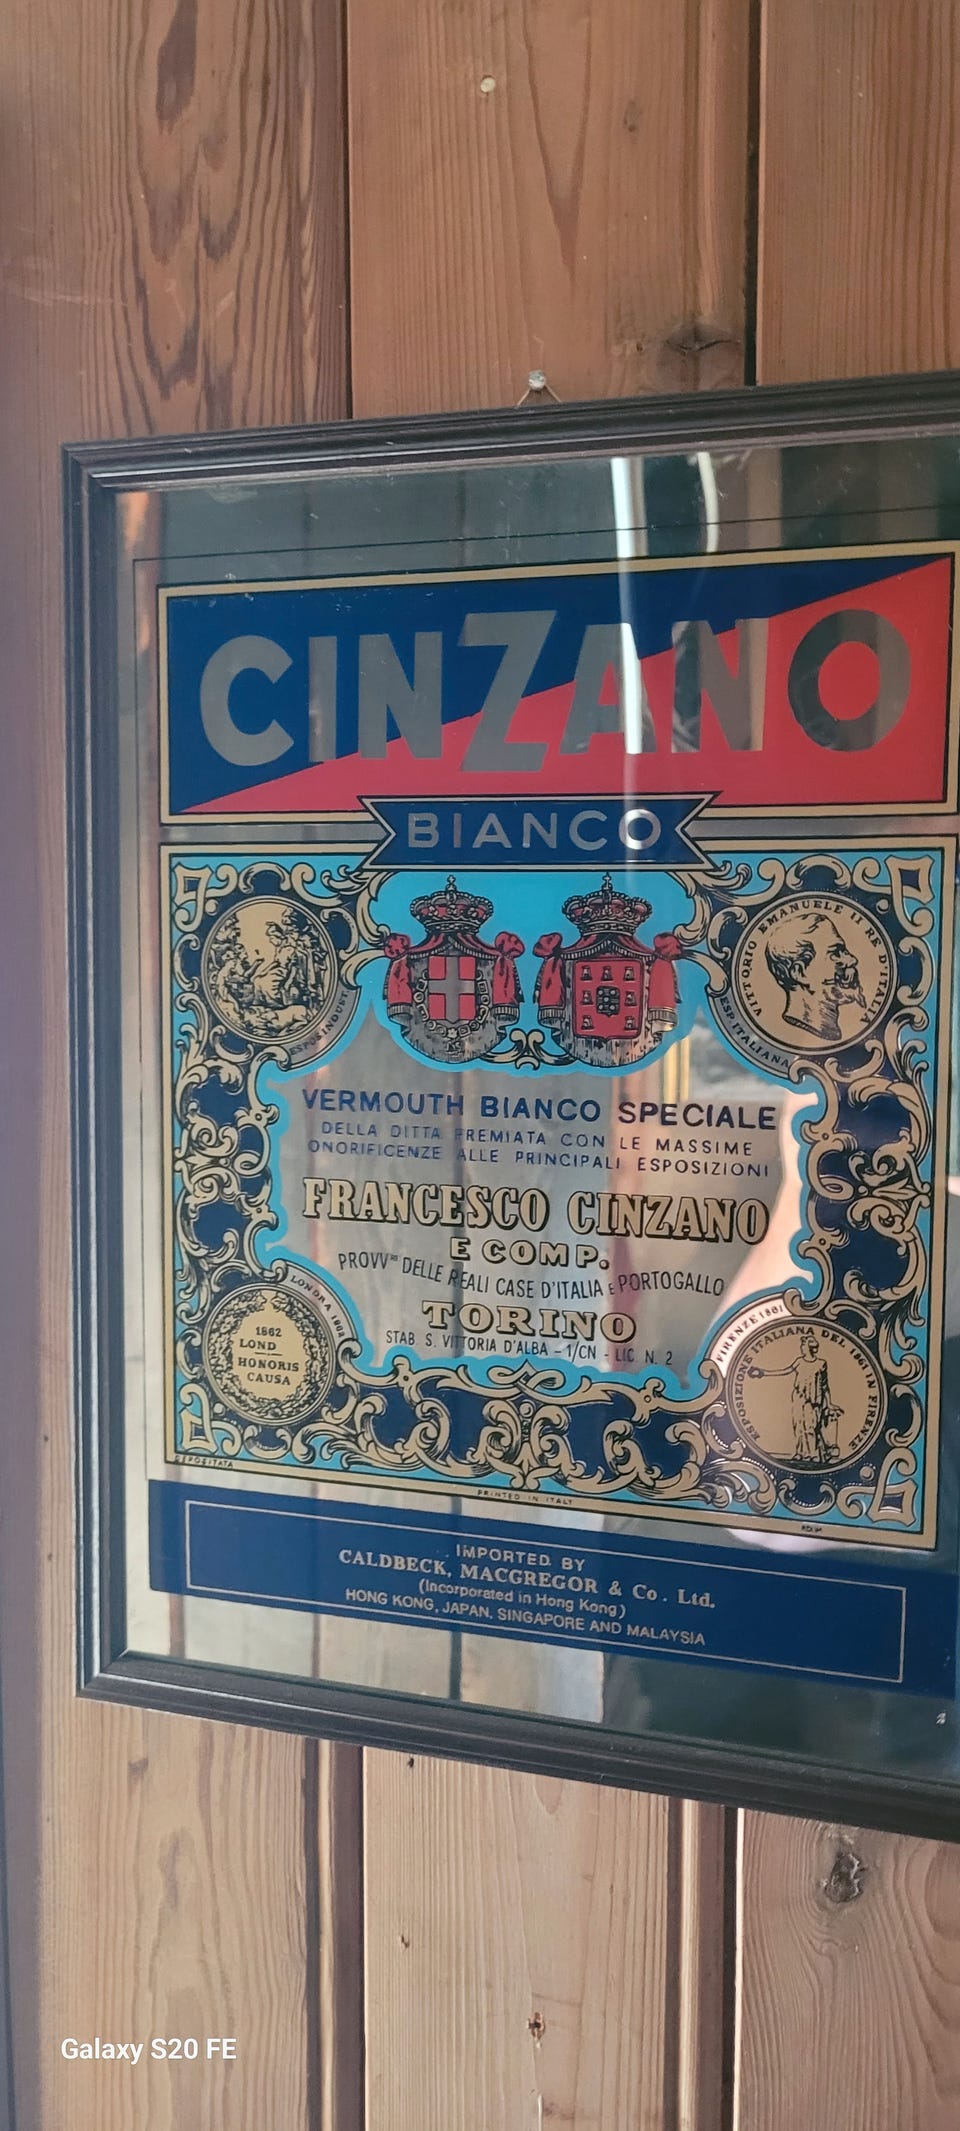 CINZANO
BIANCO
ESPOS INDUST.
VITTORIO EMANUELE II RE D'ITALIA
ESP ITALIANA
VERMOUTH BIANCO SPECIALE
DELLA DITTA PREMIATA CON LE MASSIME
ONORIFICENZE ALLE PRINCIPALI ESPOSIZIONI
FRANCESCO CINZANO
E COMP.
PROVVRI DELLE REALI CASE D'ITALIA E PORTOGALLO
TORINO
STAB. S. VITTORIA D'ALBA - 1/CN - LIC N. 2
LONDRA 1862
1862
LOND
HONORIS
CAUSA
FIRENZE 1861
ESPOSIZIONE ITALIANA DEL 1861 IN FIRENZE
DEPOSITATA
PRINTED IN ITALY
IMPORTED BY
CALDBECK, MACGREGOR & Co. Ltd.
(Incorporated in Hong Kong)
HONG KONG, JAPAN, SINGAPORE AND MALAYSIA
Galaxy S20 FE